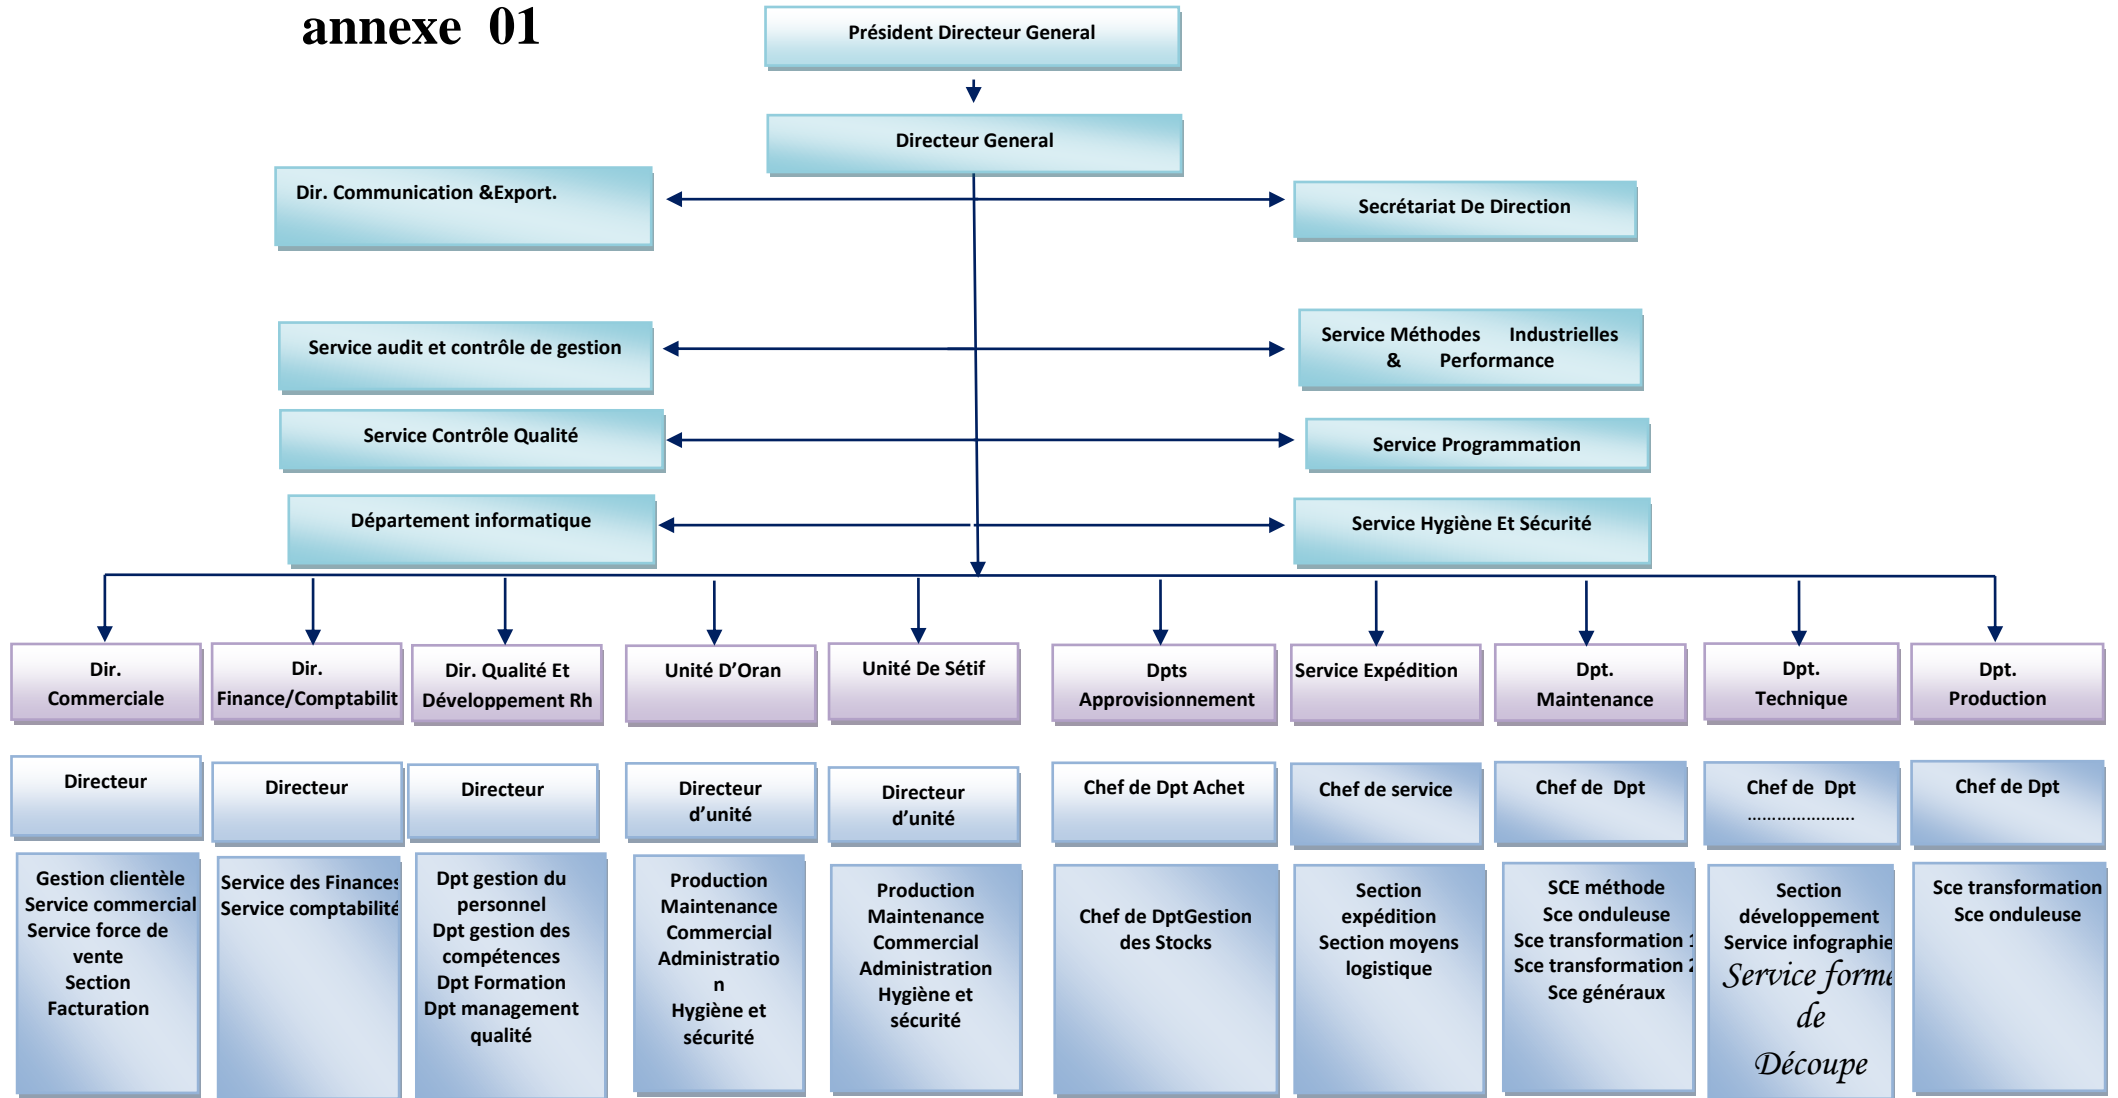 annexe 01
Président Directeur General
Directeur General
Dir. Communication &Export.
Secrétariat De Direction
Service audit et contrôle de gestion
Service Méthodes Industrielles
& Performance
Service Contrôle Qualité
Service Programmation
Département informatique
Service Hygiène Et Sécurité
Dir.
Commerciale
Dir.
Finance/Comptabilit
Dir. Qualité Et
Développement Rh
Unité D'Oran
Unité De Sétif
Dpts
Approvisionnement
Service Expédition
Dpt.
Maintenance
Dpt.
Technique
Dpt.
Production
Directeur
Directeur
Directeur
Directeur
d'unité
Directeur
d'unité
Chef de Dpt Achet
Chef de service
Chef de Dpt
Chef de Dpt
.....................
Chef de Dpt
Gestion clientèle
Service commercial
Service force de
vente
Section
Facturation
Service des Finances
Service comptabilité
Dpt gestion du
personnel
Dpt gestion des
compétences
Dpt Formation
Dpt management
qualité
Production
Maintenance
Commercial
Administratio
n
Hygiène et
sécurité
Production
Maintenance
Commercial
Administration
Hygiène et
sécurité
Chef de DptGestion
des Stocks
Section
expédition
Section moyens
logistique
SCE méthode
Sce onduleuse
Sce transformation 1
Sce transformation 2
Sce généraux
Section
développement
Service infographie
Service forme
de
Découpe
Sce transformation
Sce onduleuse